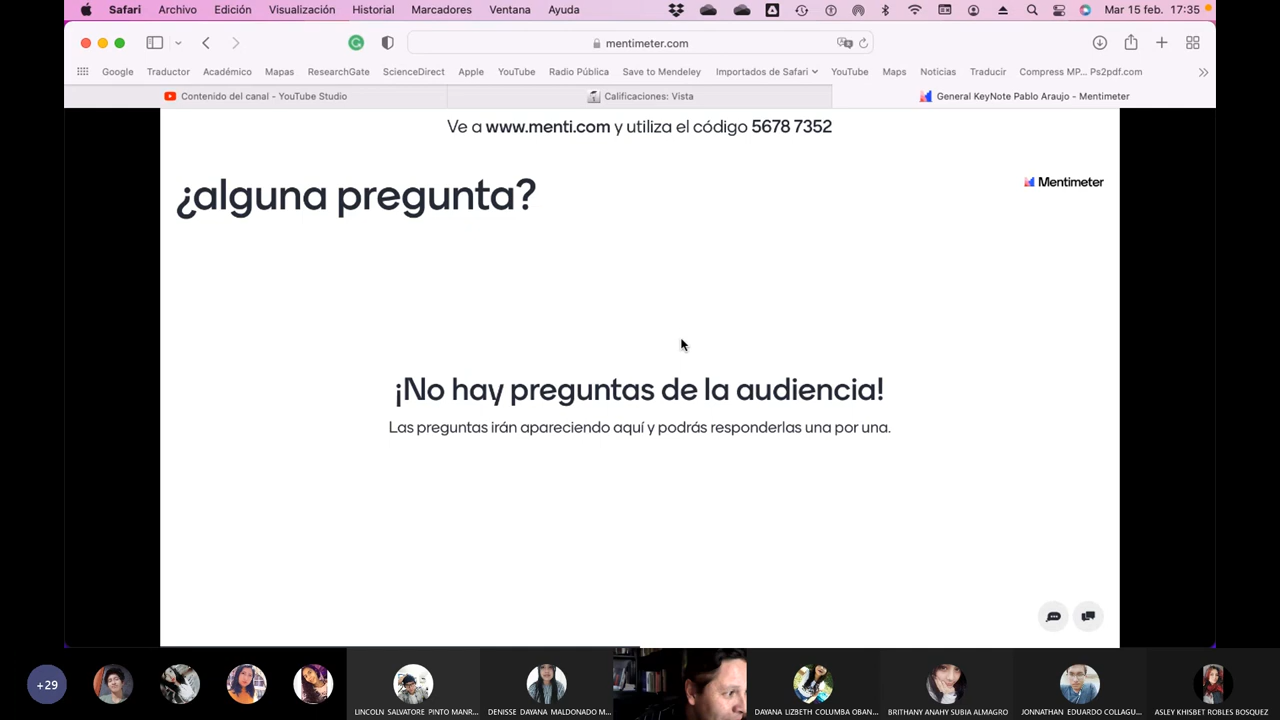 Safari Archivo Edición Visualización Historial Marcadores Ventana Ayuda Mar 15 feb. 17:35
mentimeter.com
Google Traductor Académico Mapas ResearchGate ScienceDirect Apple YouTube Radio Pública Save to Mendeley Importados de Safari YouTube Maps Noticias Traducir Compress MP... Ps2pdf.com
Contenido del canal - YouTube Studio Calificaciones: Vista General KeyNote Pablo Araujo - Mentimeter
Ve a www.menti.com y utiliza el código 5678 7352
¿alguna pregunta?
Mentimeter
¡No hay preguntas de la audiencia!
Las preguntas irán apareciendo aquí y podrás responderlas una por una.
+29
LINCOLN SALVATORE PINTO MANR... DENISSE DAYANA MALDONADO M... DAYANA LIZBETH COLUMBA OBAN... BRITHANY ANAHY SUBIA ALMAGRO JONNATHAN EDUARDO COLLAGU... ASLEY KHISBET ROBLES BOSQUEZ